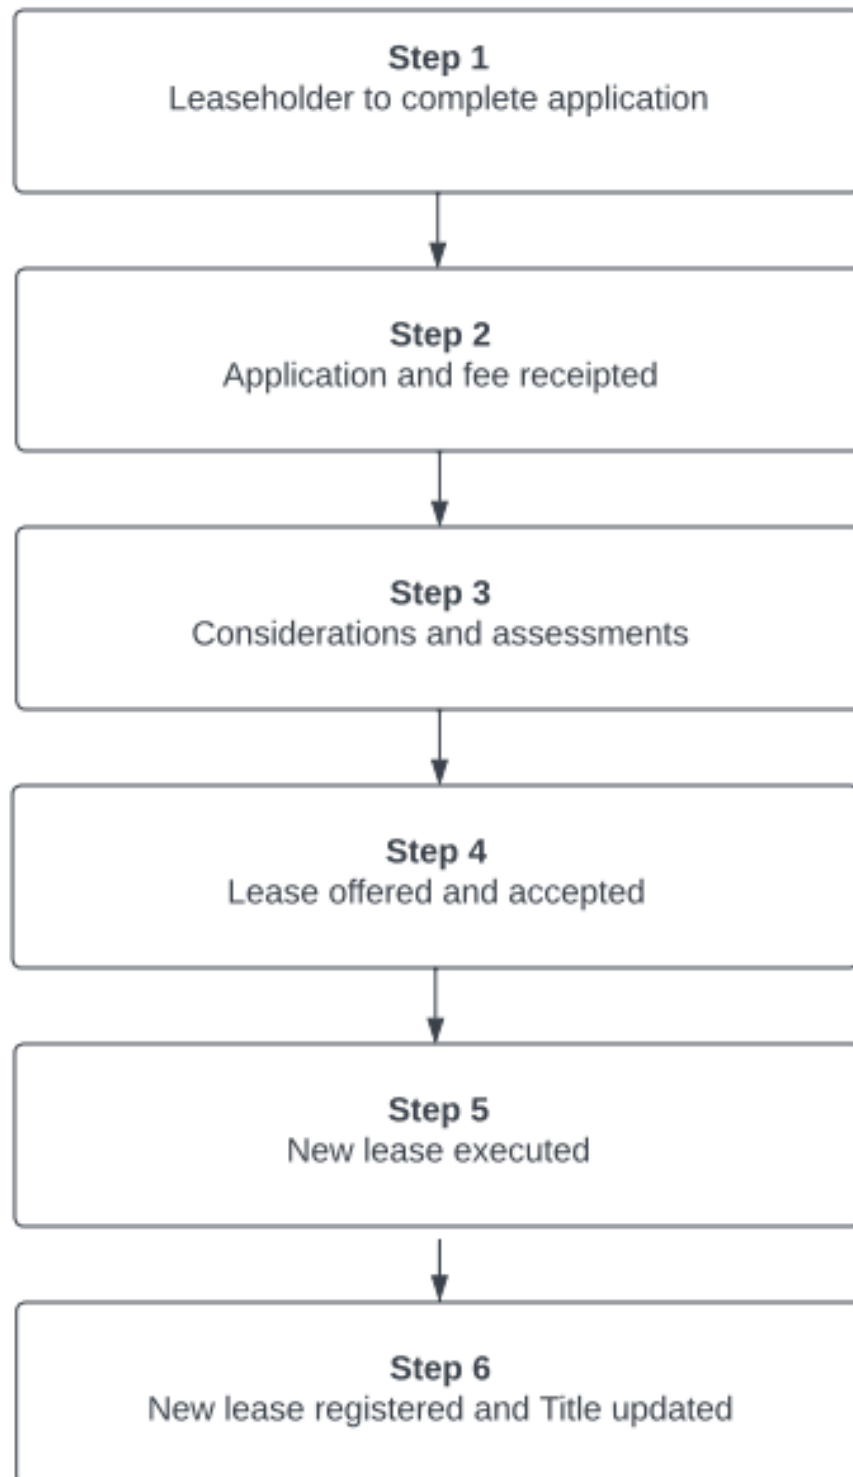 Step 1
Leaseholder to complete application
Step 2
Application and fee receipted
Step 3
Considerations and assessments
Step 4
Lease offered and accepted
Step 5
New lease executed
Step 6
New lease registered and Title updated